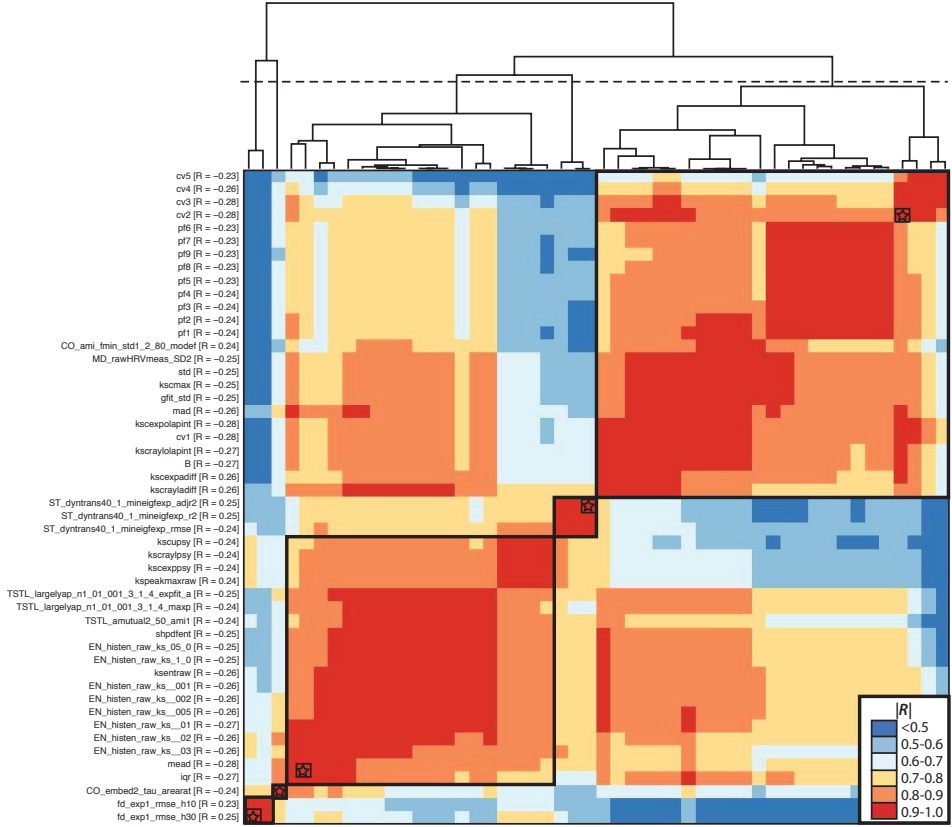 cv5 [R = −0.23]
cv4 [R = −0.26]
cv3 [R = −0.28]
cv2 [R = −0.28]
pf6 [R = −0.23]
pf7 [R = −0.23]
pf9 [R = −0.23]
pf8 [R = −0.23]
pf5 [R = −0.23]
pf4 [R = −0.24]
pf3 [R = −0.24]
pf2 [R = −0.24]
pf1 [R = −0.24]
CO_ami_fmin_std1_2_80_modef [R = 0.24]
MD_rawHRVmeas_SD2 [R = −0.25]
std [R = −0.25]
kscmax [R = −0.25]
gfit_std [R = −0.25]
mad [R = −0.26]
kscexpolapint [R = −0.28]
cv1 [R = −0.28]
kscraylolapint [R = −0.27]
B [R = −0.27]
kscexpadiff [R = 0.26]
kscrayladiff [R = 0.26]
ST_dyntrans40_1_mineigfexp_adjr2 [R = 0.25]
ST_dyntrans40_1_mineigfexp_r2 [R = 0.25]
ST_dyntrans40_1_mineigfexp_rmse [R = −0.24]
kscupsy [R = −0.24]
kscraylpsy [R = −0.24]
kscexppsy [R = −0.24]
kspeakmaxraw [R = 0.24]
TSTL_largelyap_n1_01_001_3_1_4_expfit_a [R = −0.25]
TSTL_largelyap_n1_01_001_3_1_4_maxp [R = −0.24]
TSTL_amutual2_50_ami1 [R = −0.24]
shpdfent [R = −0.25]
EN_histen_raw_ks_05_0 [R = −0.25]
EN_histen_raw_ks_1_0 [R = −0.25]
ksentraw [R = −0.26]
EN_histen_raw_ks__001 [R = −0.26]
EN_histen_raw_ks__002 [R = −0.26]
EN_histen_raw_ks__005 [R = −0.26]
EN_histen_raw_ks__01 [R = −0.27]
EN_histen_raw_ks__02 [R = −0.26]
EN_histen_raw_ks__03 [R = −0.26]
mead [R = −0.28]
iqr [R = −0.27]
CO_embed2_tau_arearat [R = −0.24]
fd_exp1_rmse_h10 [R = 0.23]
fd_exp1_rmse_h30 [R = 0.25]
|R|
<0.5
0.5-0.6
0.6-0.7
0.7-0.8
0.8-0.9
0.9-1.0